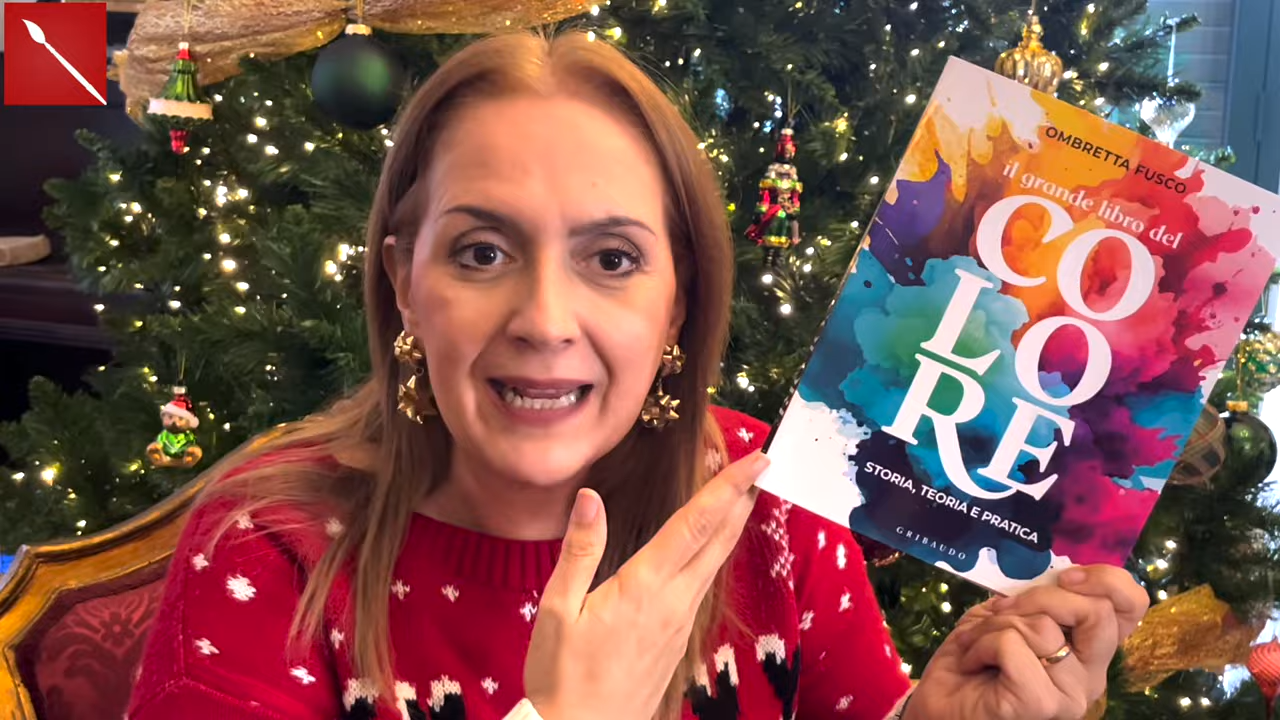 OMBRETTA FUSCO
il grande libro del
CO
LO
RE
STORIA, TEORIA E PRATICA
GRIBAUDO